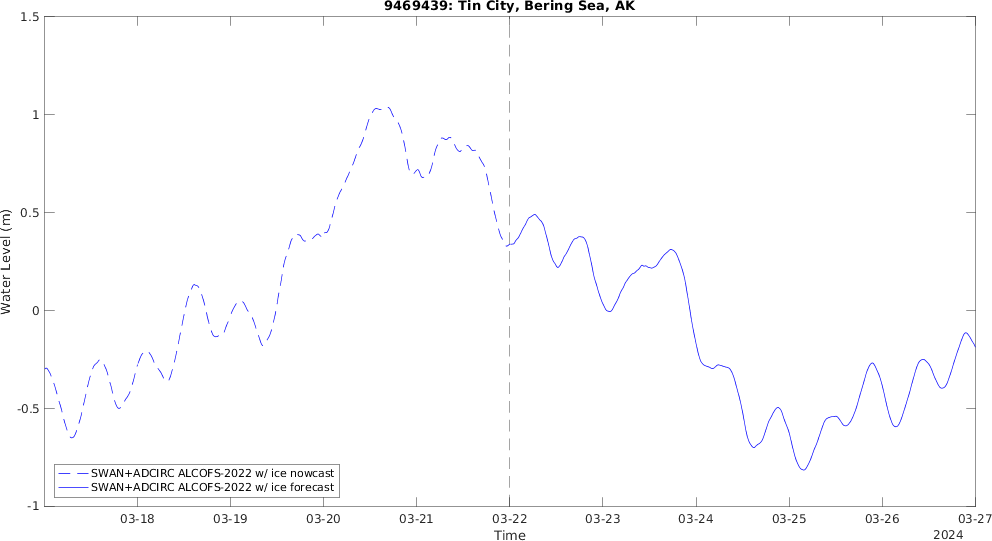 9469439: Tin City, Bering Sea, AK
1.5
1
0.5
0
-0.5
-1
Water Level (m)
SWAN+ADCIRC ALCOFS-2022 w/ ice nowcast
SWAN+ADCIRC ALCOFS-2022 w/ ice forecast
03-18 03-19 03-20 03-21 03-22 03-23 03-24 03-25 03-26 03-27
Time
2024